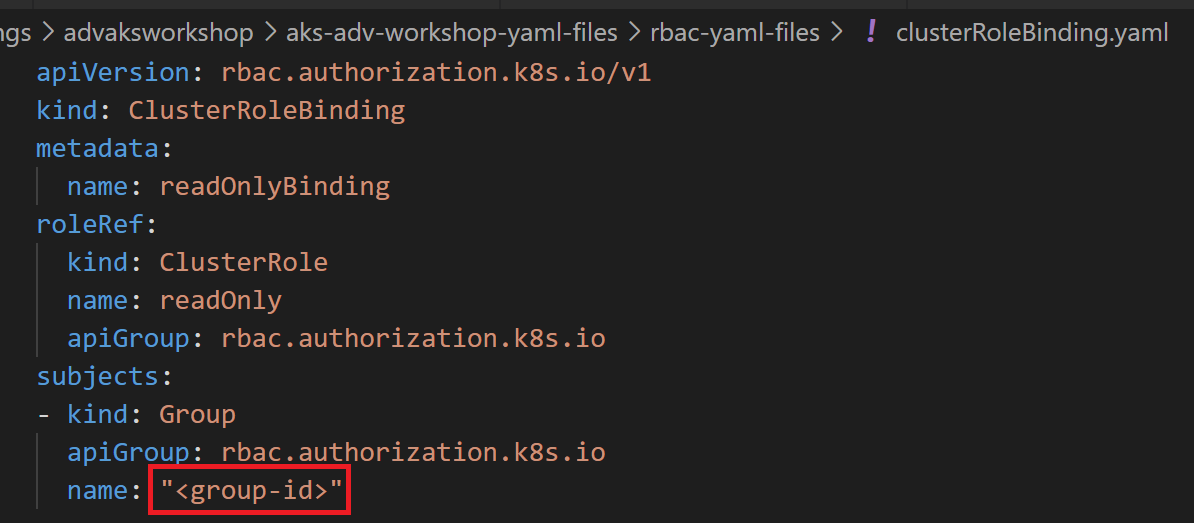 ngs > advaksworkshop > aks-adv-workshop-yaml-files > rbac-yaml-files > ! clusterRoleBinding.yaml
apiVersion: rbac.authorization.k8s.io/v1
kind: ClusterRoleBinding
metadata:
  name: readOnlyBinding
roleRef:
  kind: ClusterRole
  name: readOnly
  apiGroup: rbac.authorization.k8s.io
subjects:
- kind: Group
  apiGroup: rbac.authorization.k8s.io
  name: "<group-id>"